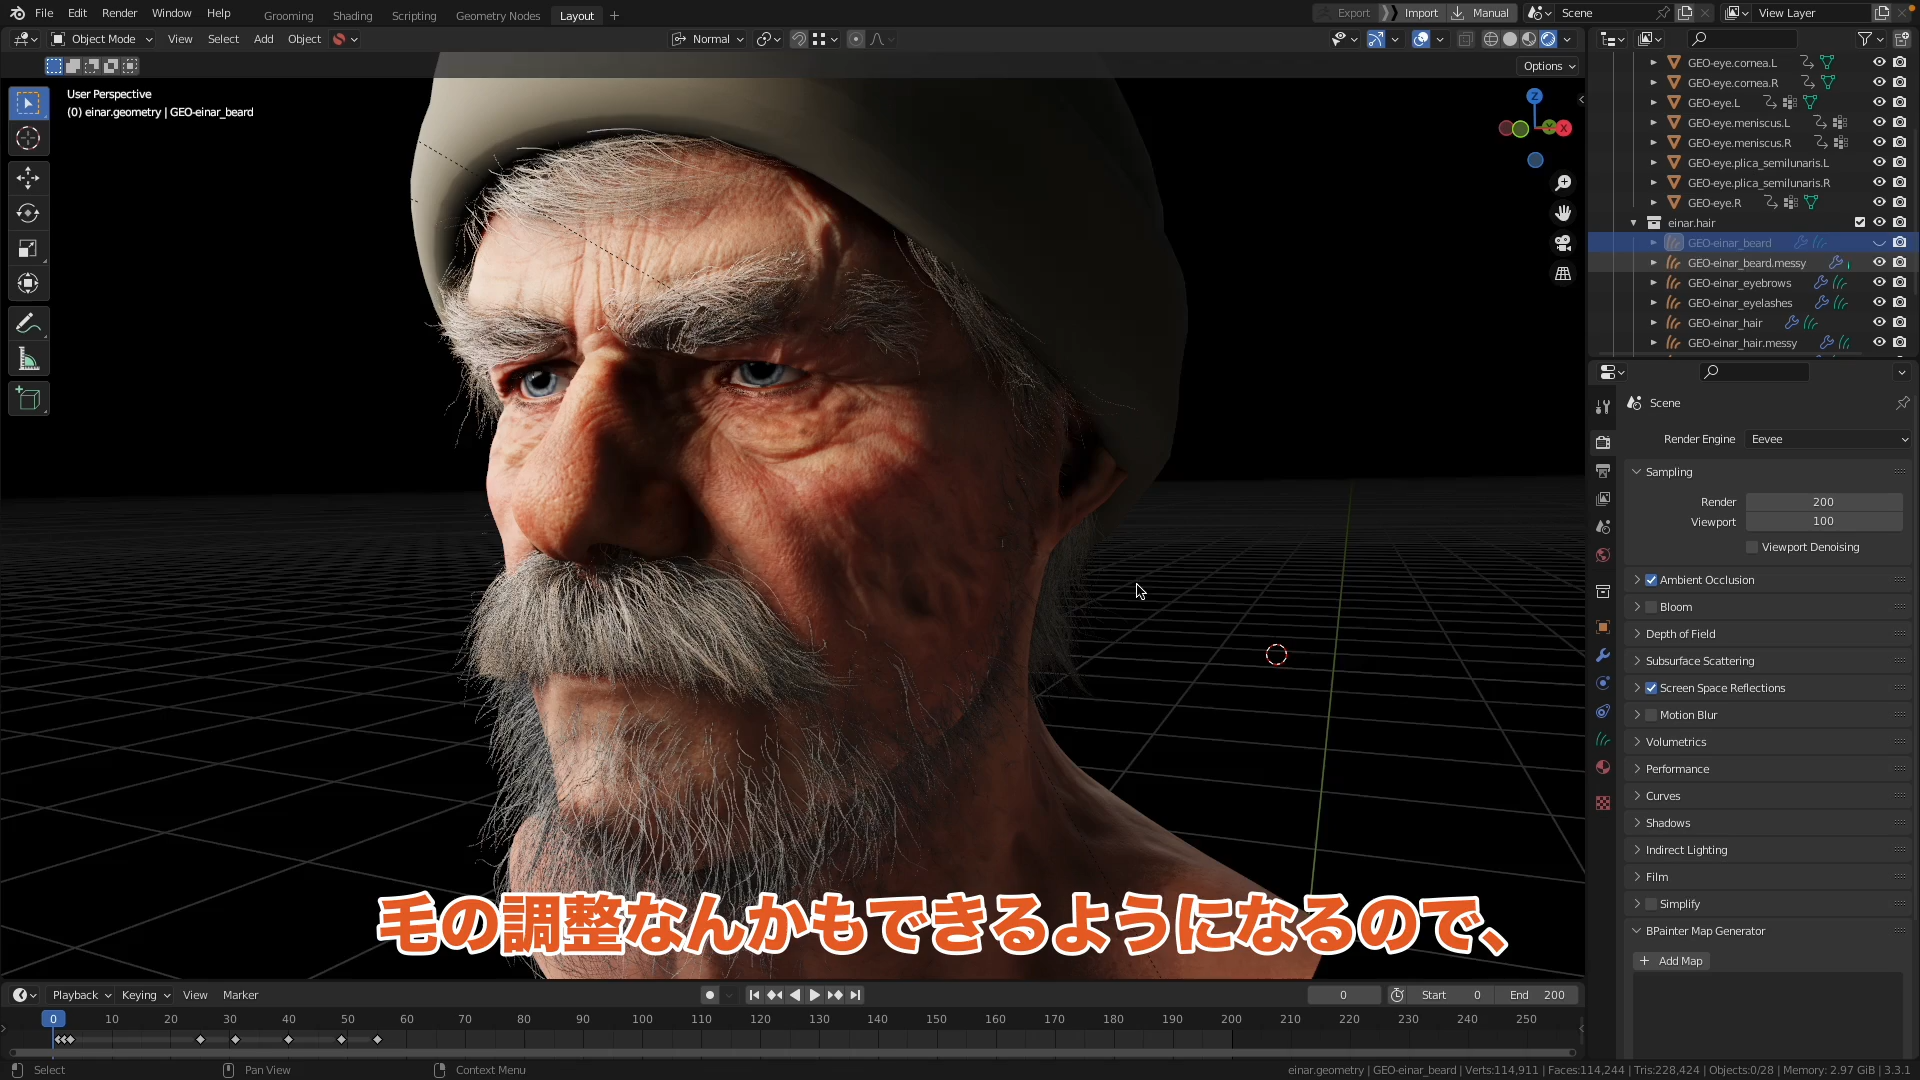 File Edit Render Window Help Grooming Shading Scripting Geometry Nodes Layout + Export Import Manual Scene View Layer
Object Mode View Select Add Object Normal
Options
User Perspective
(0) einar.geometry | GEO-einar_beard
Z
X
GEO-eye.cornea.L
GEO-eye.cornea.R
GEO-eye.L
GEO-eye.meniscus.L
GEO-eye.meniscus.R
GEO-eye.plica_semilunaris.L
GEO-eye.plica_semilunaris.R
GEO-eye.R
einar.hair
GEO-einar_beard
GEO-einar_beard.messy
GEO-einar_eyebrows
GEO-einar_eyelashes
GEO-einar_hair
GEO-einar_hair.messy
Scene
Render Engine Eevee
Sampling
Render 200
Viewport 100
Viewport Denoising
Ambient Occlusion
Bloom
Depth of Field
Subsurface Scattering
Screen Space Reflections
Motion Blur
Volumetrics
Performance
Curves
Shadows
Indirect Lighting
Film
Simplify
BPainter Map Generator
+ Add Map
毛の調整なんかもできるようになるので、
Playback Keying View Marker 0 Start 0 End 200
0 10 20 30 40 50 60 70 80 90 100 110 120 130 140 150 160 170 180 190 200 210 220 230 240 250
Select Pan View Context Menu einar.geometry | GEO-einar_beard | Verts:114,911 | Faces:114,244 | Tris:228,424 | Objects:0/28 | Memory: 2.97 GiB | 3.3.1